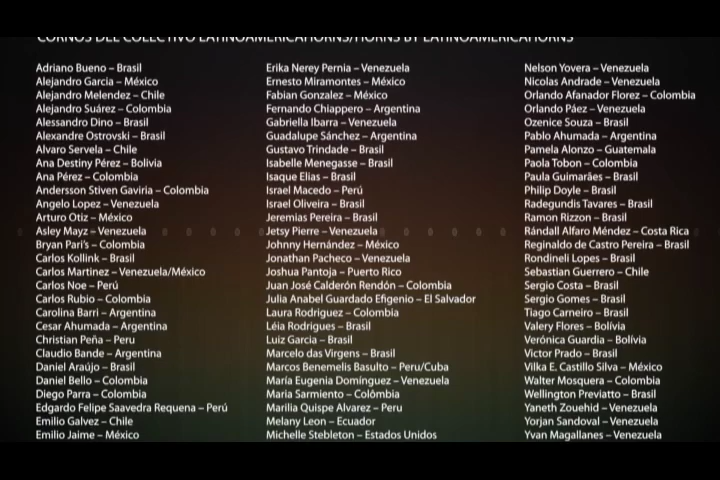 CORNOS DEL COLECTIVO LATINOAMERICAHORNS/HORNS BY LATINOAMERICAHORNS
Adriano Bueno – Brasil
Alejandro Garcia – México
Alejandro Melendez – Chile
Alejandro Suárez – Colombia
Alessandro Dino – Brasil
Alexandre Ostrovski – Brasil
Alvaro Servela – Chile
Ana Destiny Pérez – Bolivia
Ana Pérez – Colombia
Andersson Stiven Gaviria – Colombia
Angelo Lopez – Venezuela
Arturo Otiz – México
Asley Mayz – Venezuela
Bryan Pari's – Colombia
Carlos Kollink – Brasil
Carlos Martinez – Venezuela/México
Carlos Noe – Perú
Carlos Rubio – Colombia
Carolina Barri – Argentina
Cesar Ahumada – Argentina
Christian Peña – Peru
Claudio Bande – Argentina
Daniel Araújo – Brasil
Daniel Bello – Colombia
Diego Parra – Colombia
Edgardo Felipe Saavedra Requena – Perú
Emilio Galvez – Chile
Emilio Jaime – México
Erika Nerey Pernia – Venezuela
Ernesto Miramontes – México
Fabian Gonzalez – México
Fernando Chiappero – Argentina
Gabriella Ibarra – Venezuela
Guadalupe Sánchez – Argentina
Gustavo Trindade – Brasil
Isabelle Menegasse – Brasil
Isaque Elias – Brasil
Israel Macedo – Perú
Israel Oliveira – Brasil
Jeremias Pereira – Brasil
Jetsy Pierre – Venezuela
Johnny Hernández – México
Jonathan Pacheco – Venezuela
Joshua Pantoja – Puerto Rico
Juan José Calderón Rendón – Colombia
Julia Anabel Guardado Efigenio – El Salvador
Laura Rodriguez – Colombia
Léia Rodrigues – Brasil
Luiz Garcia – Brasil
Marcelo das Virgens – Brasil
Marcos Benemelis Basulto – Peru/Cuba
María Eugenia Domínguez – Venezuela
Maria Sarmiento – Colômbia
Marilia Quispe Alvarez – Peru
Melany Leon – Ecuador
Michelle Stebleton – Estados Unidos
Nelson Yovera – Venezuela
Nicolas Andrade – Venezuela
Orlando Afanador Florez – Colombia
Orlando Páez – Venezuela
Ozenice Souza – Brasil
Pablo Ahumada – Argentina
Pamela Alonzo – Guatemala
Paola Tobon – Colombia
Paula Guimarães – Brasil
Philip Doyle – Brasil
Radegundis Tavares – Brasil
Ramon Rizzon – Brasil
Rándall Alfaro Méndez – Costa Rica
Reginaldo de Castro Pereira – Brasil
Rondineli Lopes – Brasil
Sebastian Guerrero – Chile
Sergio Costa – Brasil
Sergio Gomes – Brasil
Tiago Carneiro – Brasil
Valery Flores – Bolívia
Verónica Guardia – Bolívia
Victor Prado – Brasil
Vilka E. Castillo Silva – México
Walter Mosquera – Colombia
Wellington Previatto – Brasil
Yaneth Zouehid – Venezuela
Yorjan Sandoval – Venezuela
Yvan Magallanes – Venezuela